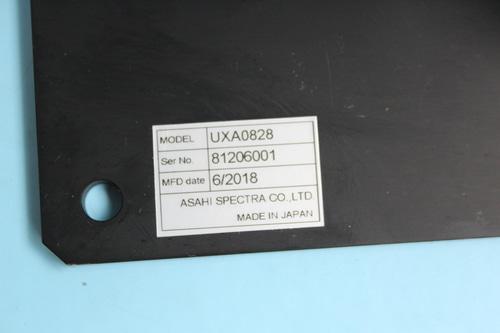 MODEL UXA0828
Ser No. 81206001
MFD date 6/2018
ASAHI SPECTRA CO.,LTD
MADE IN JAPAN